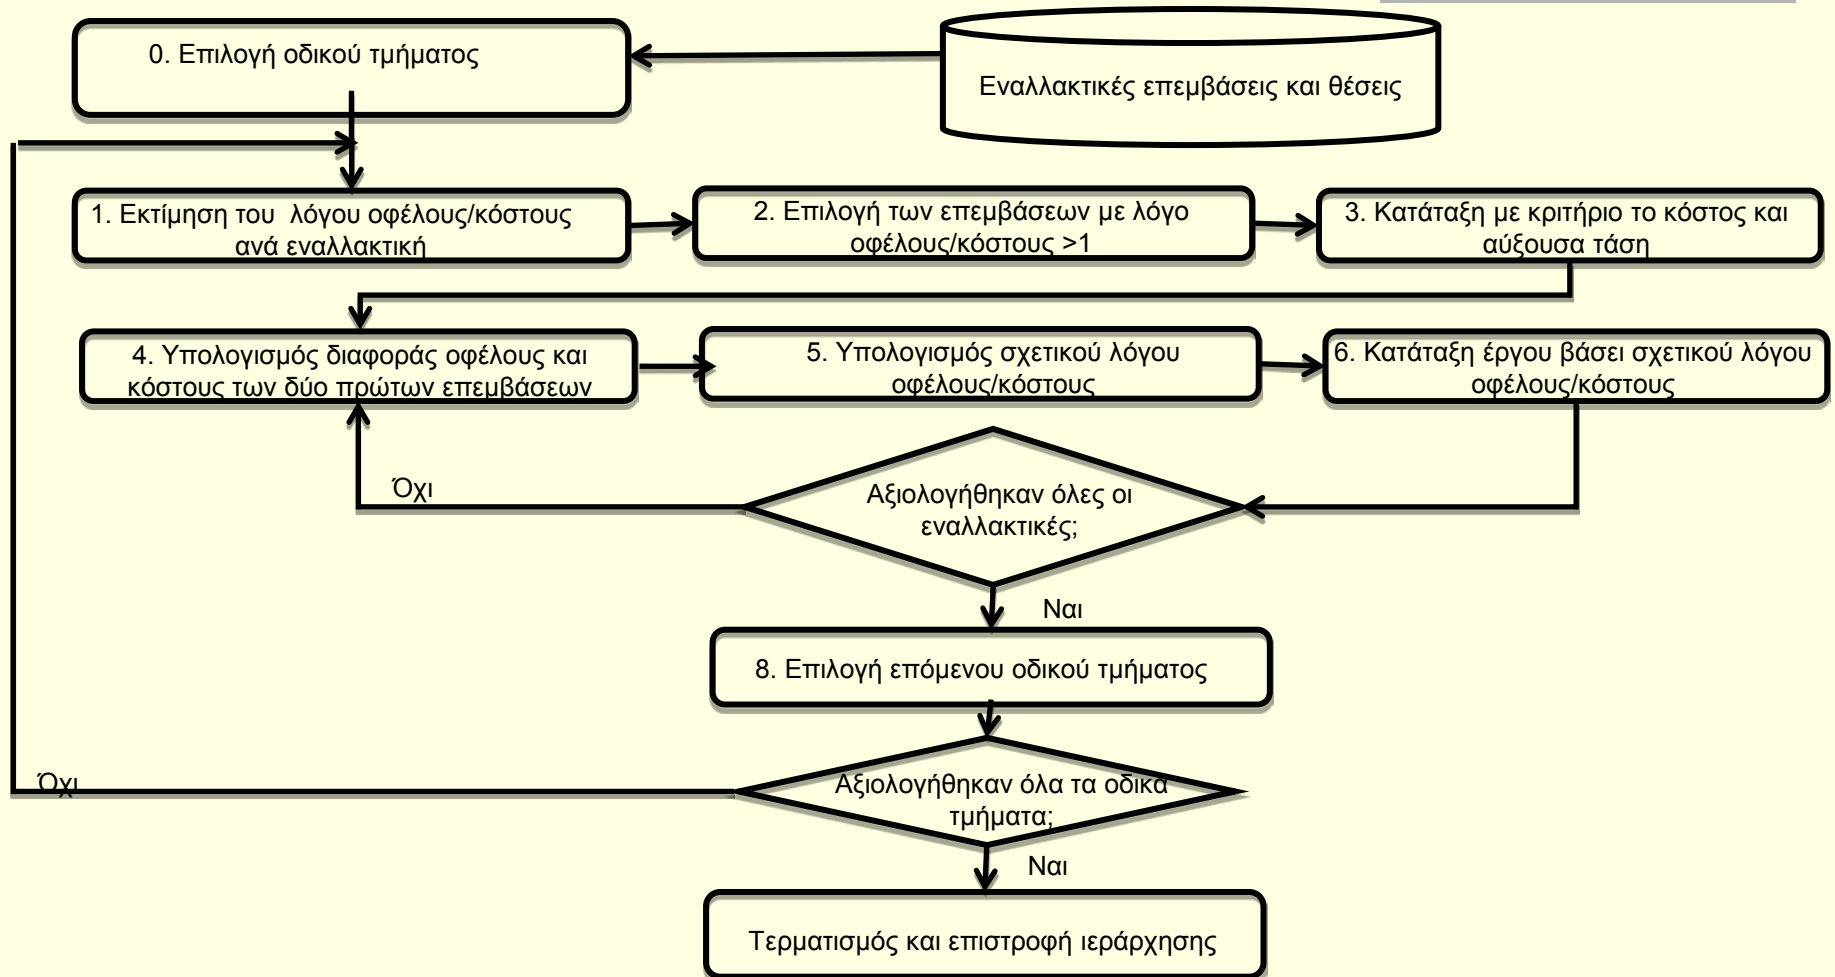 0. Επιλογή οδικού τμήματος
Εναλλακτικές επεμβάσεις και θέσεις
1. Εκτίμηση του λόγου οφέλους/κόστους
ανά εναλλακτική
2. Επιλογή των επεμβάσεων με λόγο
οφέλους/κόστους >1
3. Κατάταξη με κριτήριο το κόστος και
αύξουσα τάση
4. Υπολογισμός διαφοράς οφέλους και
κόστους των δύο πρώτων επεμβάσεων
5. Υπολογισμός σχετικού λόγου
οφέλους/κόστους
6. Κατάταξη έργου βάσει σχετικού λόγου
οφέλους/κόστους
Όχι
Αξιολογήθηκαν όλες οι
εναλλακτικές;
Ναι
8. Επιλογή επόμενου οδικού τμήματος
Όχι
Αξιολογήθηκαν όλα τα οδικά
τμήματα;
Ναι
Τερματισμός και επιστροφή ιεράρχησης